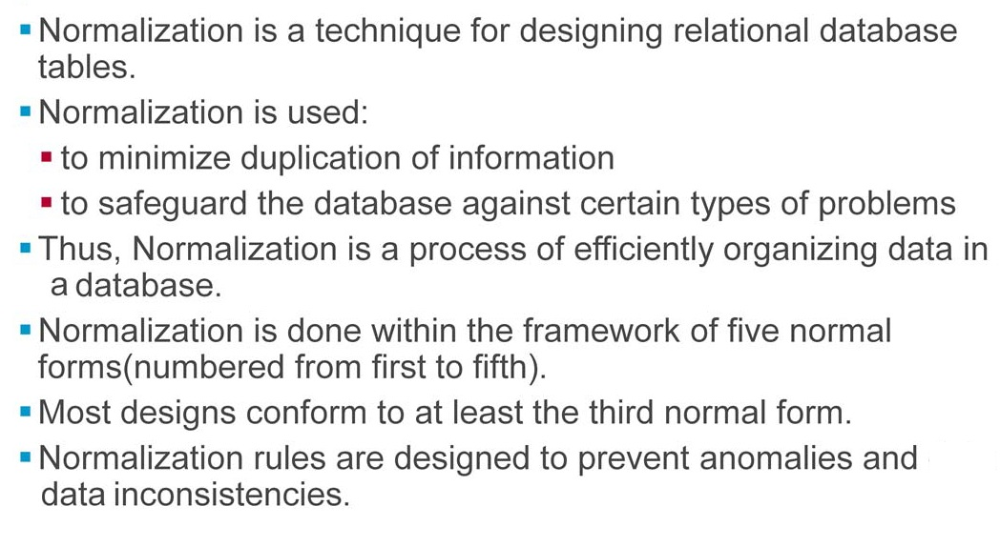 ▪ Normalization is a technique for designing relational database
tables.
▪ Normalization is used:
▪ to minimize duplication of information
▪ to safeguard the database against certain types of problems
▪ Thus, Normalization is a process of efficiently organizing data in
a database.
▪ Normalization is done within the framework of five normal
forms(numbered from first to fifth).
▪ Most designs conform to at least the third normal form.
▪ Normalization rules are designed to prevent anomalies and
data inconsistencies.